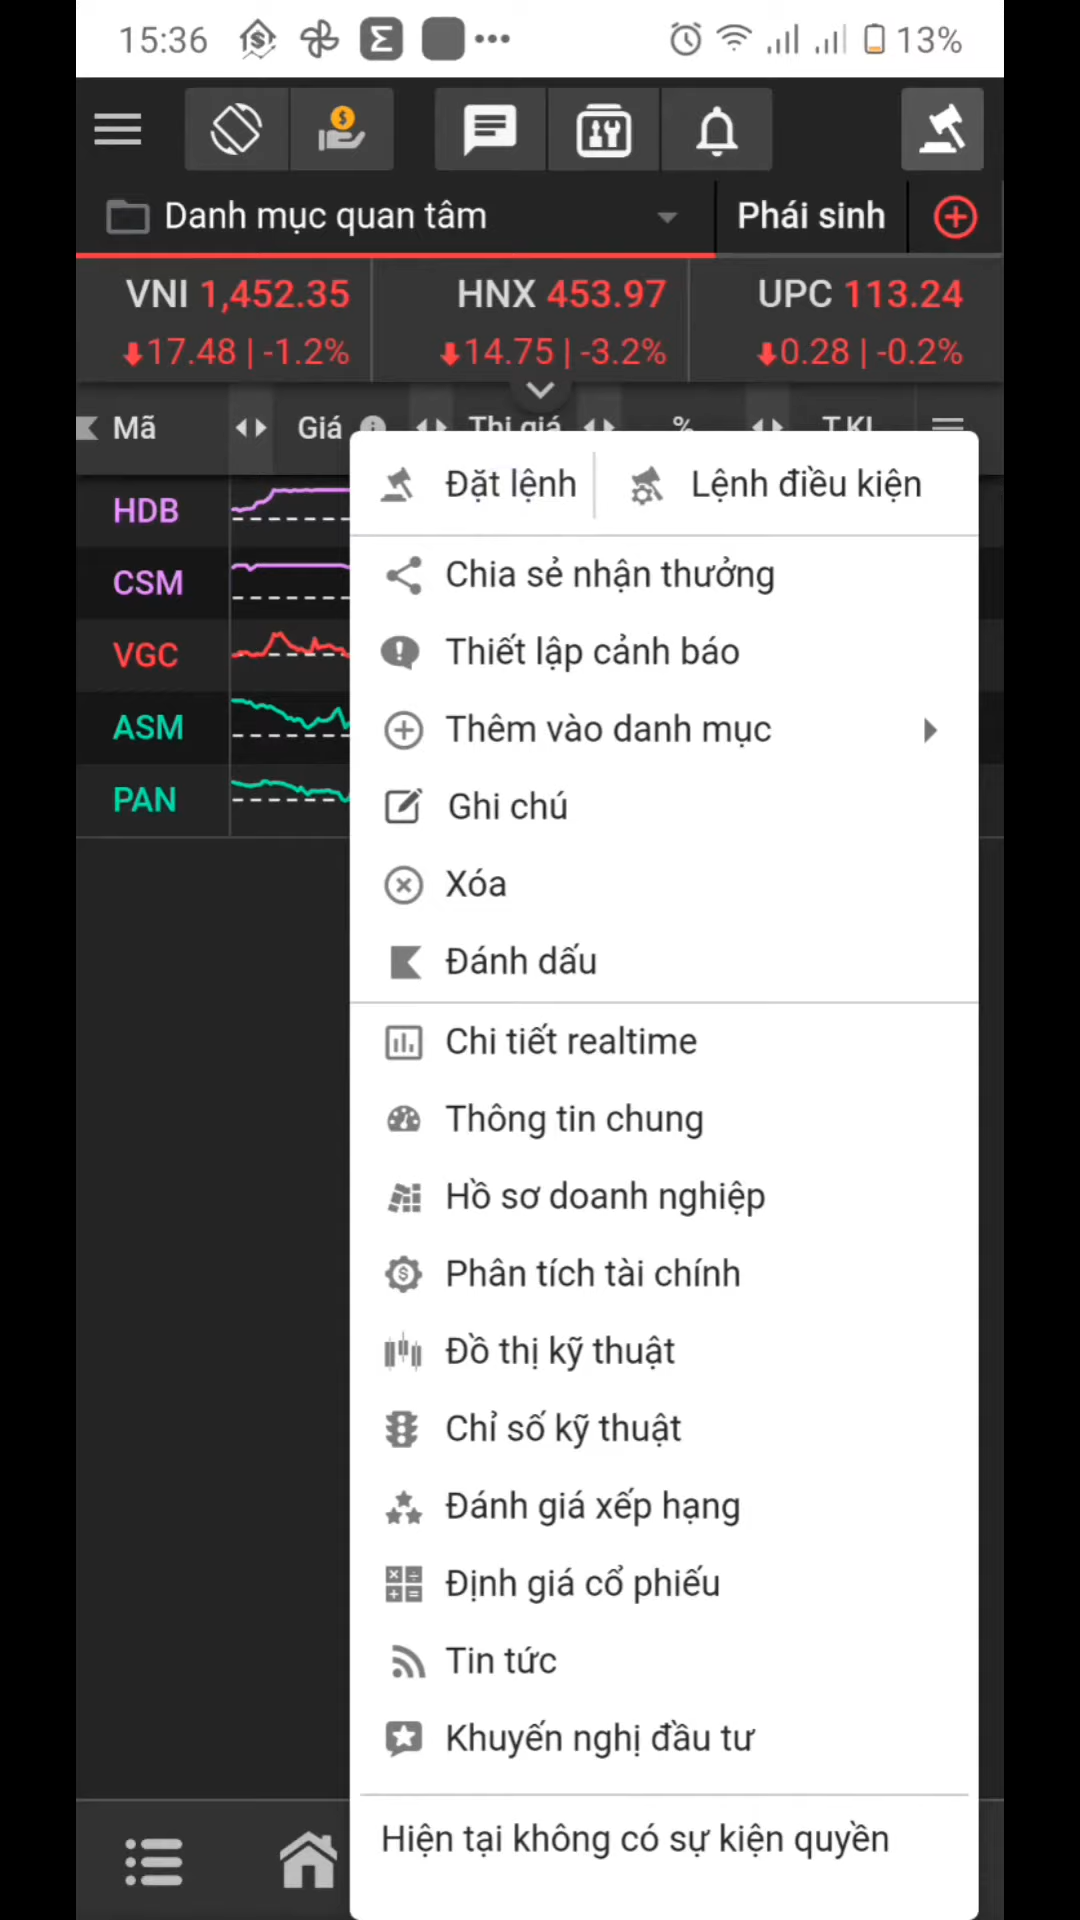 15:36 13%
Danh mục quan tâm Phái sinh
VNI 1,452.35 HNX 453.97 UPC 113.24
17.48 | -1.2% 14.75 | -3.2% 0.28 | -0.2%
Mã Giá Thị giá % T.KL
HDB
CSM
VGC
ASM
PAN
Đặt lệnh Lệnh điều kiện
Chia sẻ nhận thưởng
Thiết lập cảnh báo
Thêm vào danh mục
Ghi chú
Xóa
Đánh dấu
Chi tiết realtime
Thông tin chung
Hồ sơ doanh nghiệp
Phân tích tài chính
Đồ thị kỹ thuật
Chỉ số kỹ thuật
Đánh giá xếp hạng
Định giá cổ phiếu
Tin tức
Khuyến nghị đầu tư
Hiện tại không có sự kiện quyền